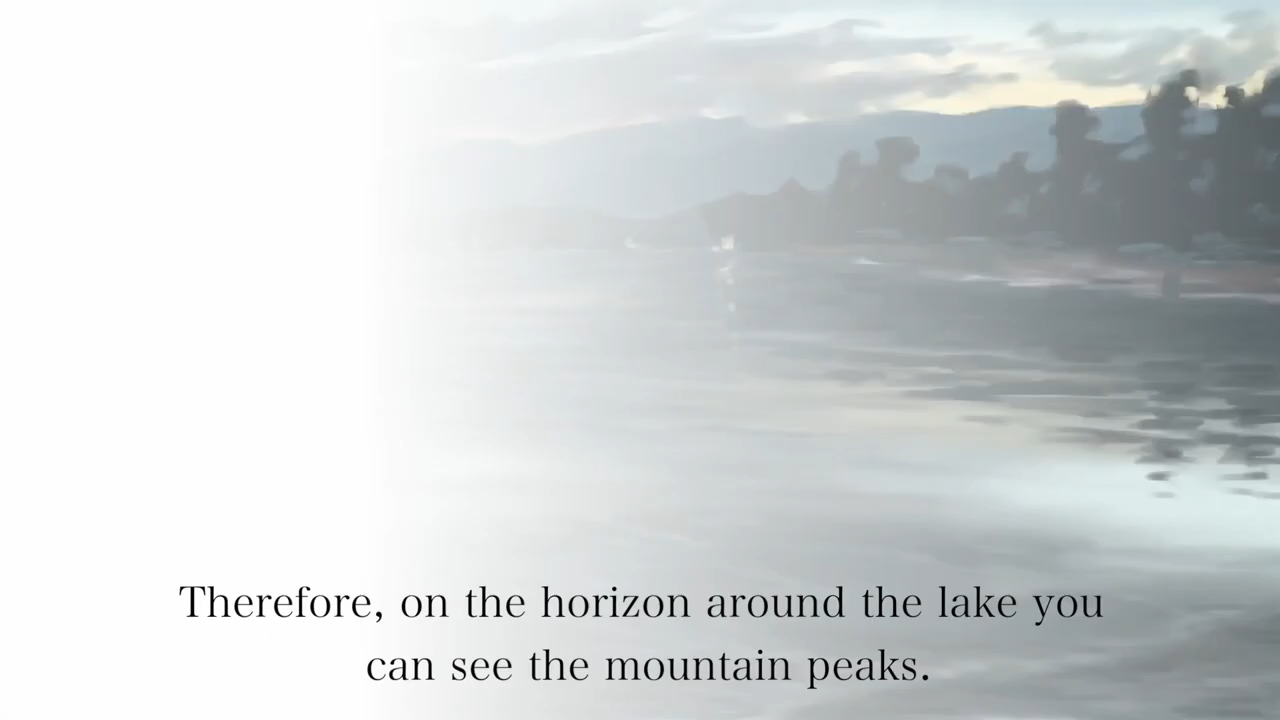 Therefore, on the horizon around the lake you
can see the mountain peaks.